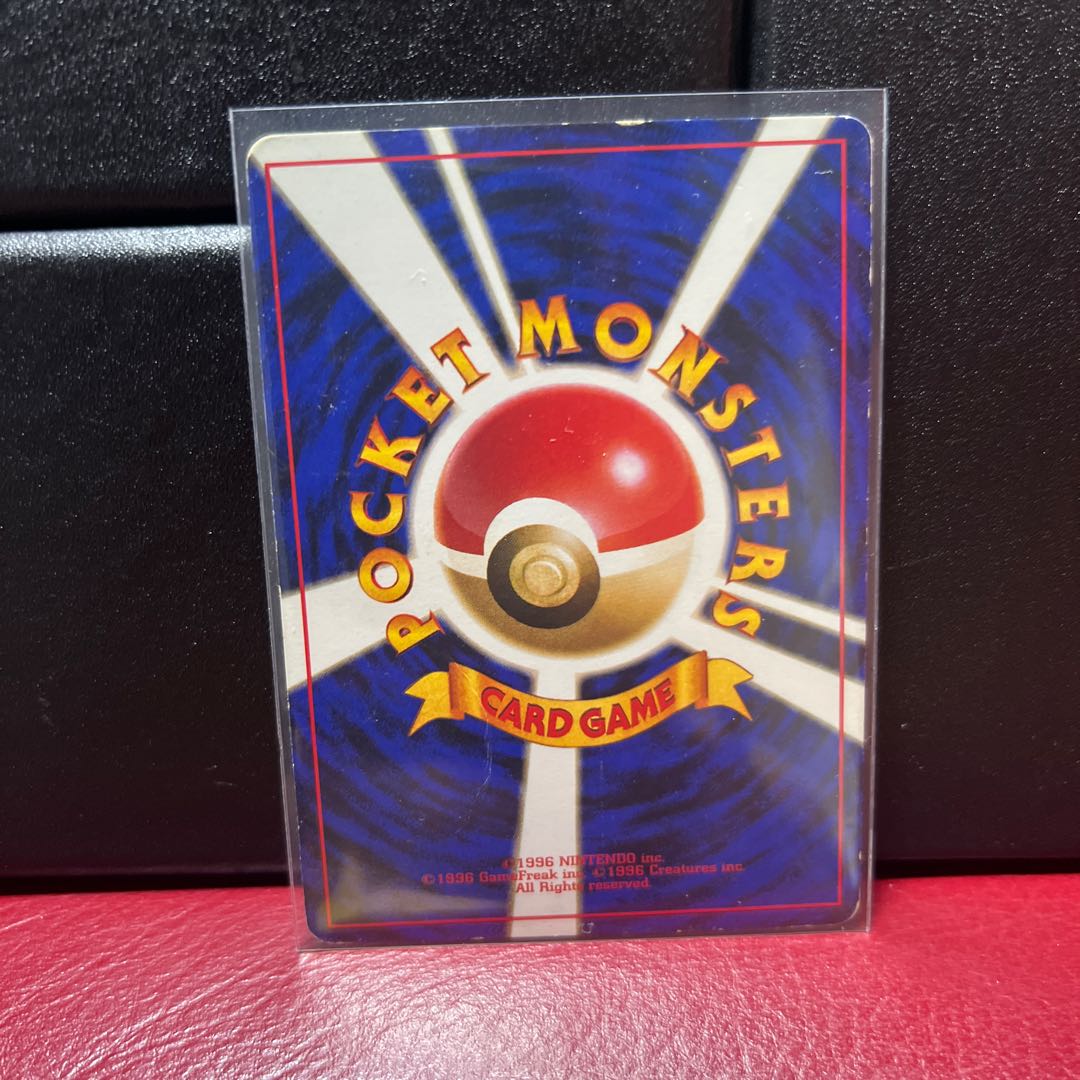 POCKET MONSTERS
CARD GAME
©1996 NINTENDO inc.
©1996 GameFreak inc. ©1996 Creatures inc.
All Rights reserved.